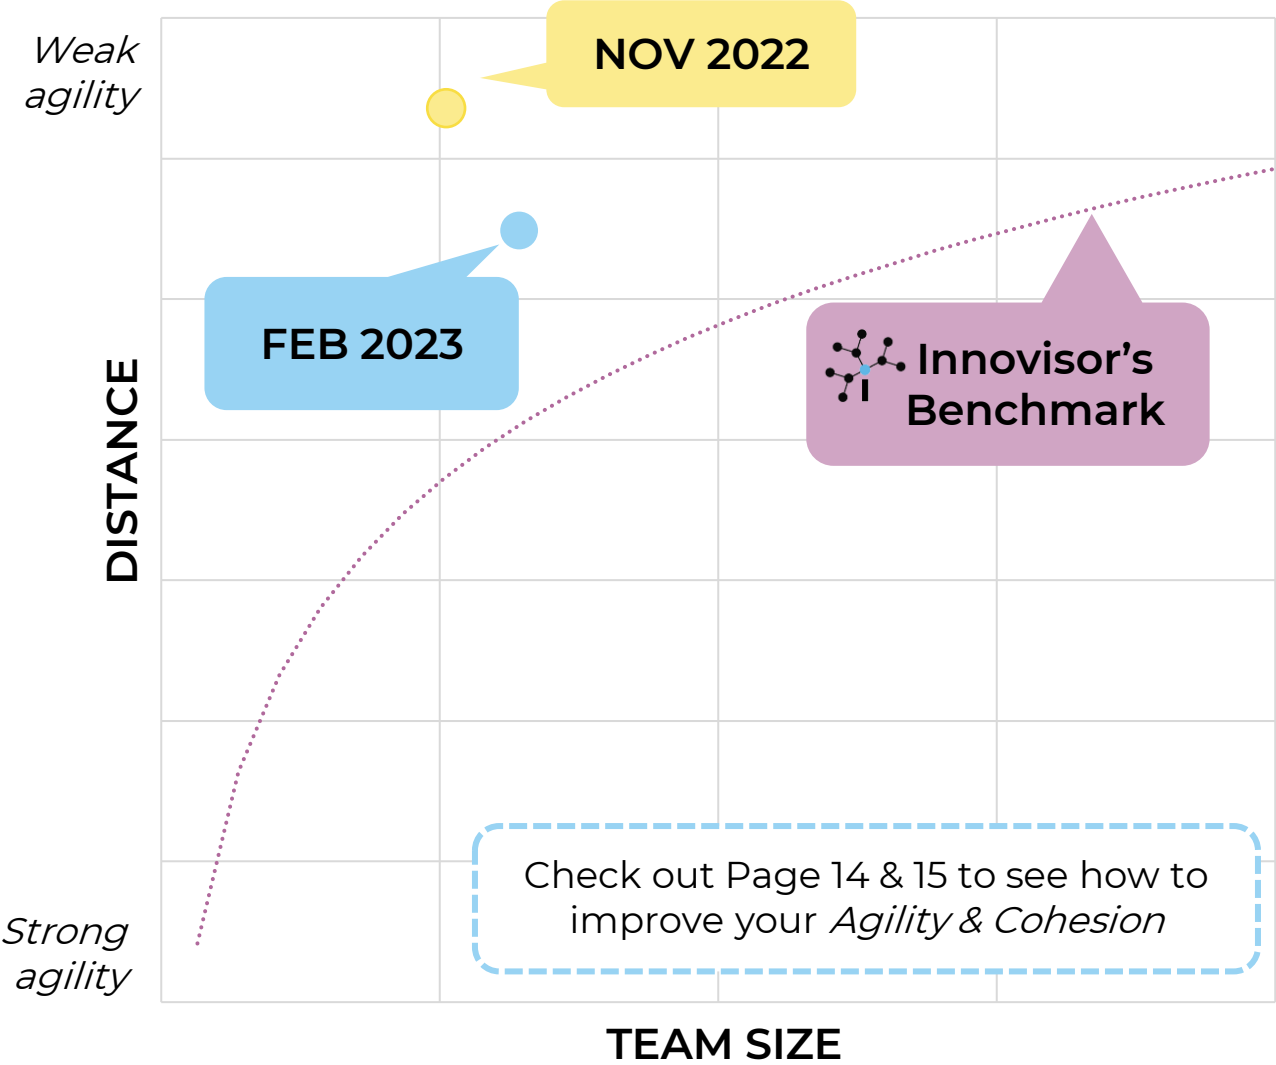 Weak
agility
NOV 2022
FEB 2023
Innovisor’s
Benchmark
DISTANCE
Check out Page 14 & 15 to see how to
improve your Agility & Cohesion
Strong
agility
TEAM SIZE